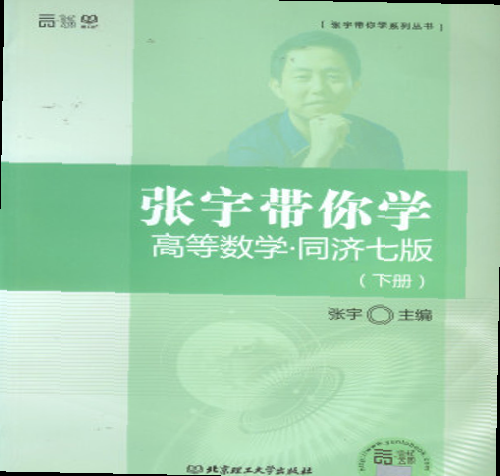 [ 张宇带你学系列丛书 ]
张宇带你学
高等数学·同济七版
（下册）
张宇 主编
北京理工大学出版社